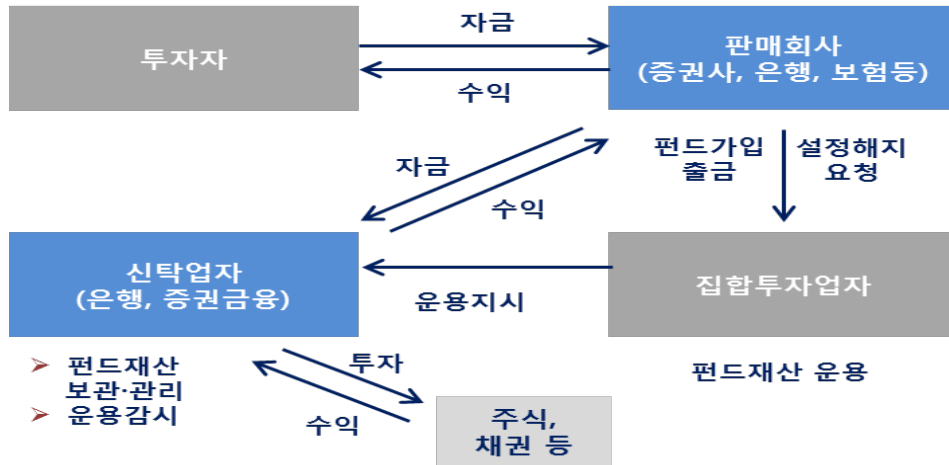 투자자
자금
수익
판매회사
(증권사, 은행, 보험등)
자금
수익
펀드가입
출금
설정해지
요청
신탁업자
(은행, 증권금융)
운용지시
집합투자업자
➢ 펀드재산
보관·관리
➢ 운용감시
투자
수익
주식,
채권 등
펀드재산 운용